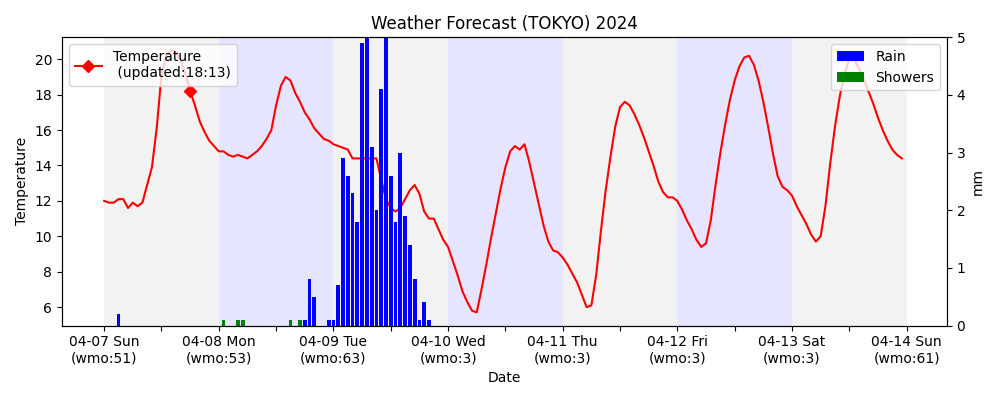 Weather Forecast (TOKYO) 2024
Temperature
(updated:18:13)
Rain
Showers
Temperature
20
18
16
14
12
10
8
6
5
4
3
2
1
0
mm
04-07 Sun
(wmo:51)
04-08 Mon
(wmo:53)
04-09 Tue
(wmo:63)
04-10 Wed
(wmo:3)
04-11 Thu
(wmo:3)
04-12 Fri
(wmo:3)
04-13 Sat
(wmo:3)
04-14 Sun
(wmo:61)
Date